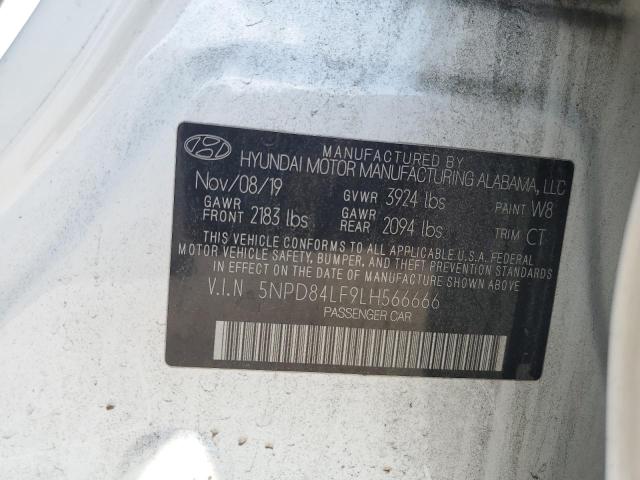 MANUFACTURED BY
HYUNDAI MOTOR MANUFACTURING ALABAMA, LLC
Nov/08/19 GVWR 3924 lbs PAINT W8
GAWR FRONT 2183 lbs GAWR REAR 2094 lbs TRIM CT
THIS VEHICLE CONFORMS TO ALL APPLICABLE U.S.A. FEDERAL
MOTOR VEHICLE SAFETY, BUMPER, AND THEFT PREVENTION STANDARDS
IN EFFECT ON THE DATE OF MANUFACTURE SHOWN ABOVE.
V.I.N 5NPD84LF9LH566666
PASSENGER CAR